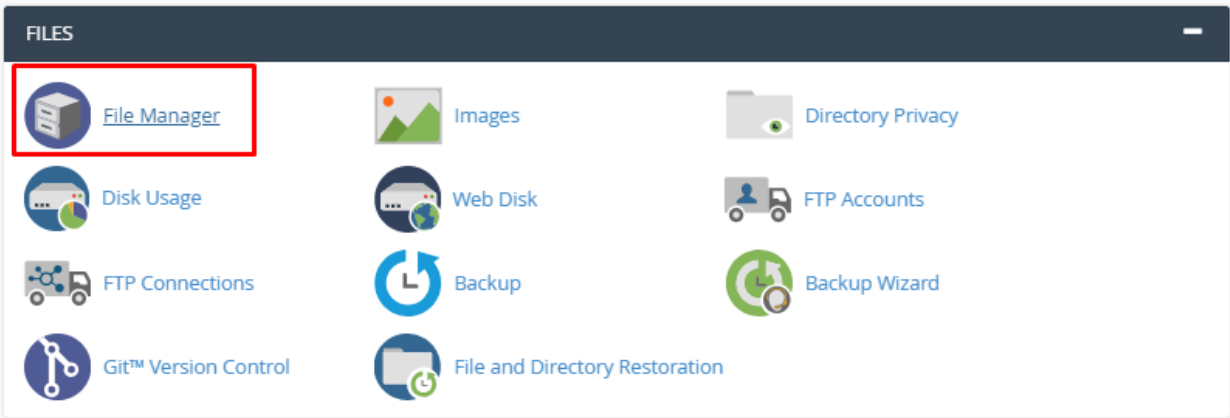 FILES
File Manager
Images
Directory Privacy
Disk Usage
Web Disk
FTP Accounts
FTP Connections
Backup
Backup Wizard
Git™ Version Control
File and Directory Restoration